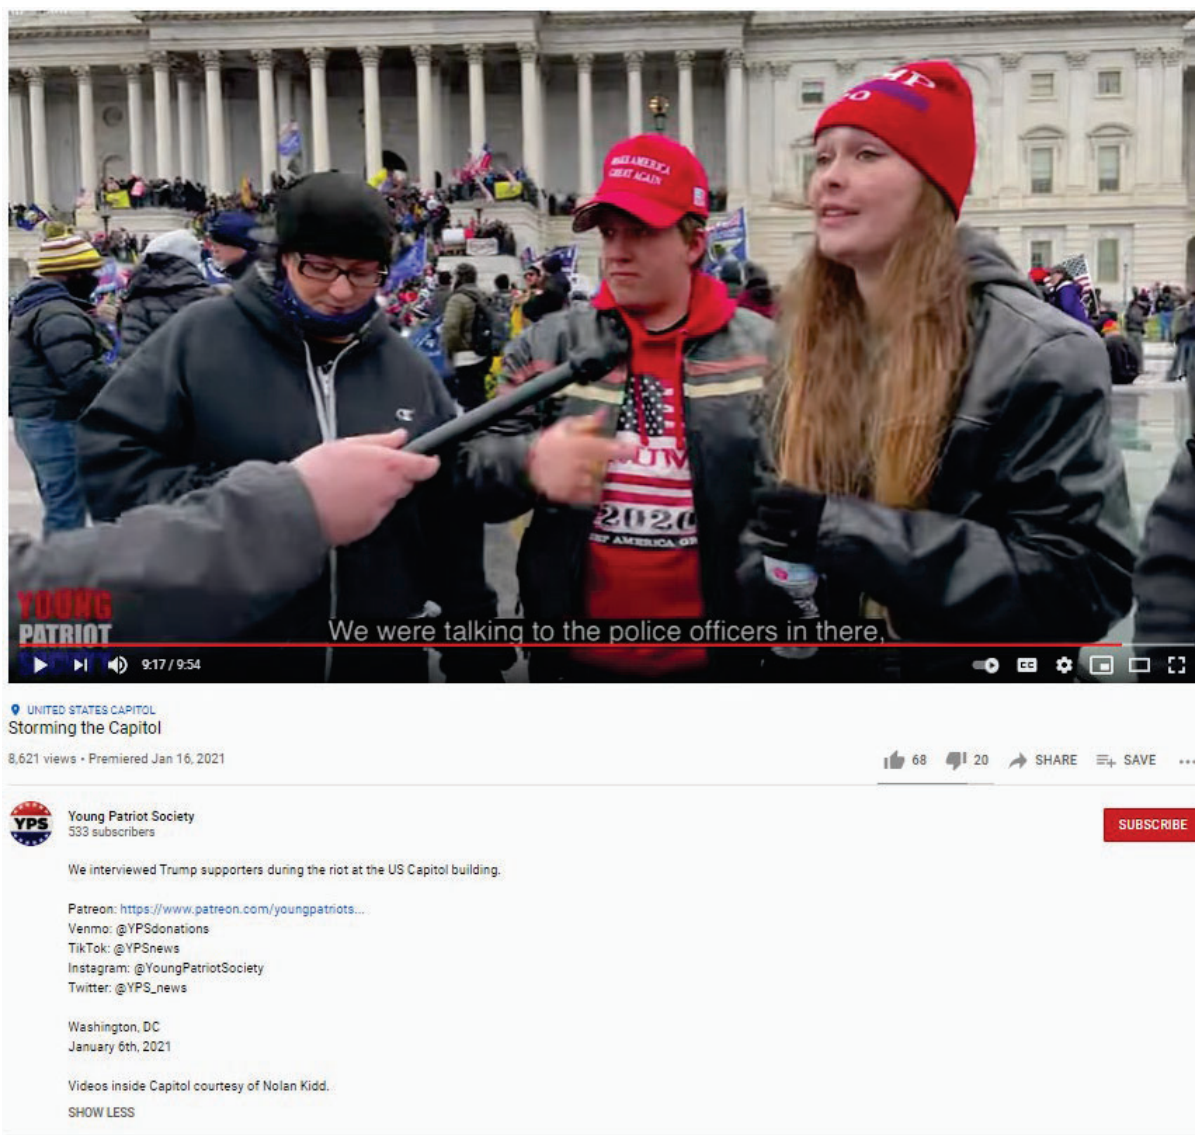 MAKE AMERICA
GREAT AGAIN
2020
YOUNG
PATRIOT
We were talking to the police officers in there,
9:17 / 9:54
CC
UNITED STATES CAPITOL
Storming the Capitol
8,621 views • Premiered Jan 16, 2021
68
20
SHARE
SAVE
YPS
Young Patriot Society
533 subscribers
SUBSCRIBE
We interviewed Trump supporters during the riot at the US Capitol building.
Patreon: https://www.patreon.com/youngpatriots...
Venmo: @YPSdonations
TikTok: @YPSnews
Instagram: @YoungPatriotSociety
Twitter: @YPS_news
Washington, DC
January 6th, 2021
Videos inside Capitol courtesy of Nolan Kidd.
SHOW LESS